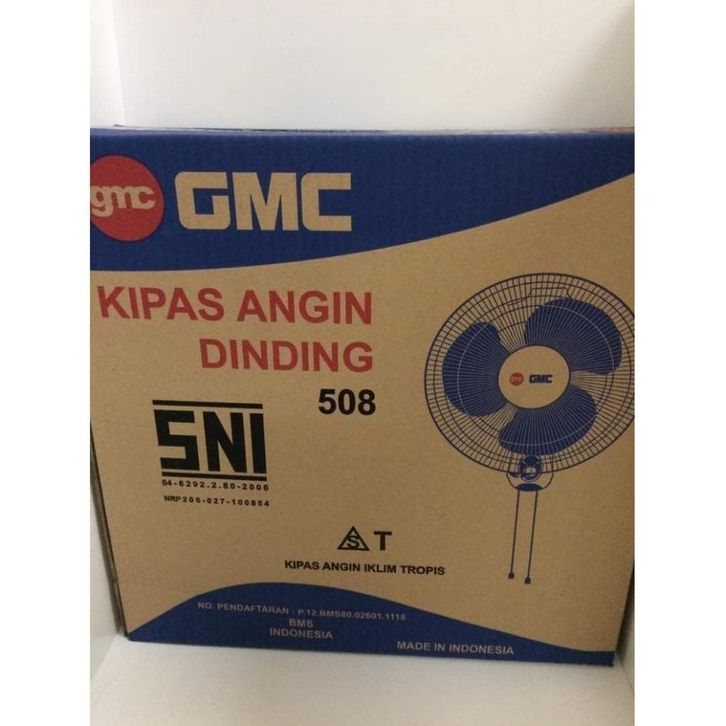 gmc GMC
KIPAS ANGIN
DINDING
508
gmc GMC
SNI
04-6292.2.80-2006
NRP 206-027-100854
S T
KIPAS ANGIN IKLIM TROPIS
NO. PENDAFTARAN : P.12.BMS80.02601.1115
BMS
INDONESIA
MADE IN INDONESIA